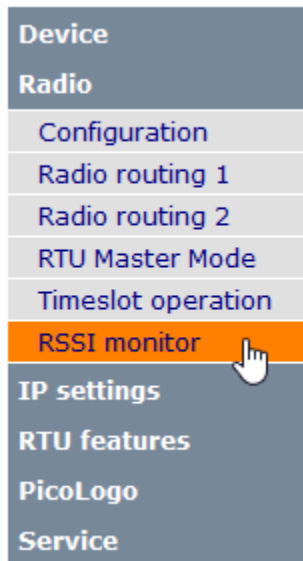 Device
Radio
Configuration
Radio routing 1
Radio routing 2
RTU Master Mode
Timeslot operation
RSSI monitor
IP settings
RTU features
PicoLogo
Service